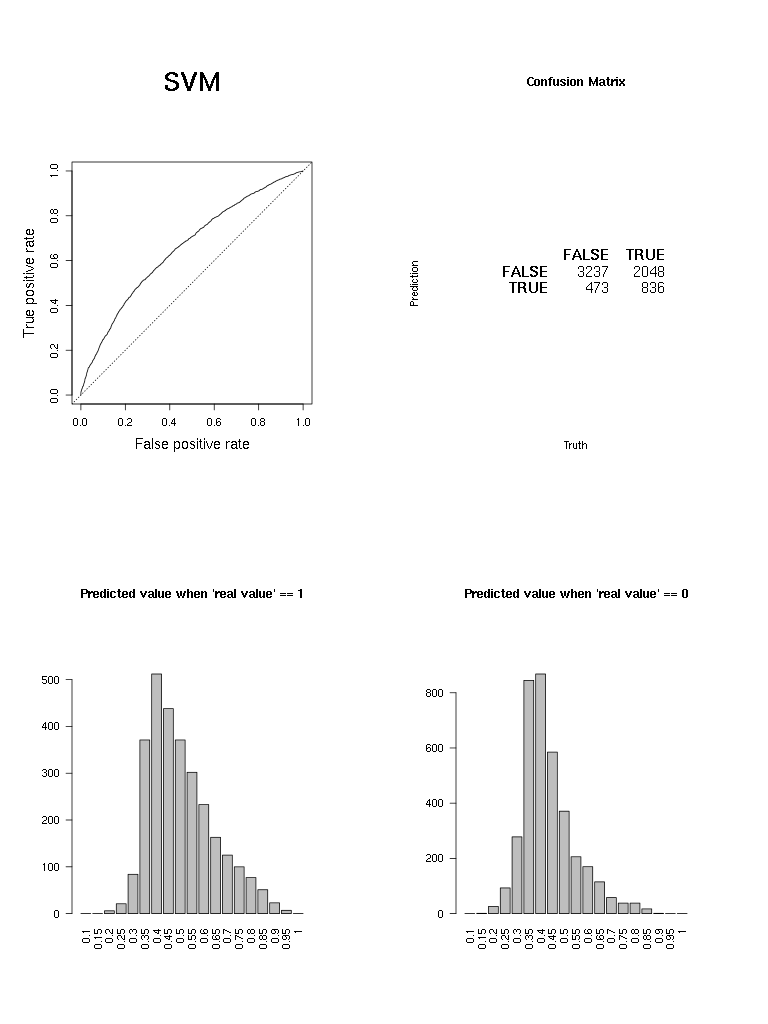 SVM
True positive rate
0.0 0.2 0.4 0.6 0.8 1.0
0.0 0.2 0.4 0.6 0.8 1.0
False positive rate
Confusion Matrix
Prediction
FALSE TRUE
FALSE 3237 2048
TRUE 473 836
Truth
Predicted value when 'real value' == 1
500
400
300
200
100
0
0.1 0.15 0.2 0.25 0.3 0.35 0.4 0.45 0.5 0.55 0.6 0.65 0.7 0.75 0.8 0.85 0.9 0.95 1
Predicted value when 'real value' == 0
800
600
400
200
0
0.1 0.15 0.2 0.25 0.3 0.35 0.4 0.45 0.5 0.55 0.6 0.65 0.7 0.75 0.8 0.85 0.9 0.95 1